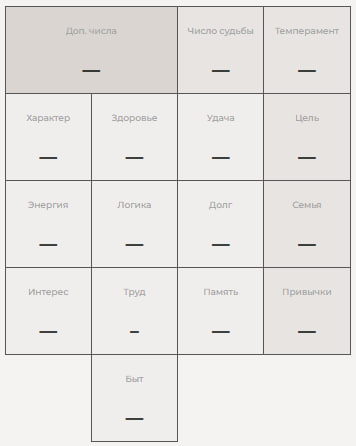 Доп. числа Число судьбы Темперамент
— — —
Характер Здоровье Удача Цель
— — — —
Энергия Логика Долг Семья
— — — —
Интерес Труд Память Привычки
— – — —
Быт
—